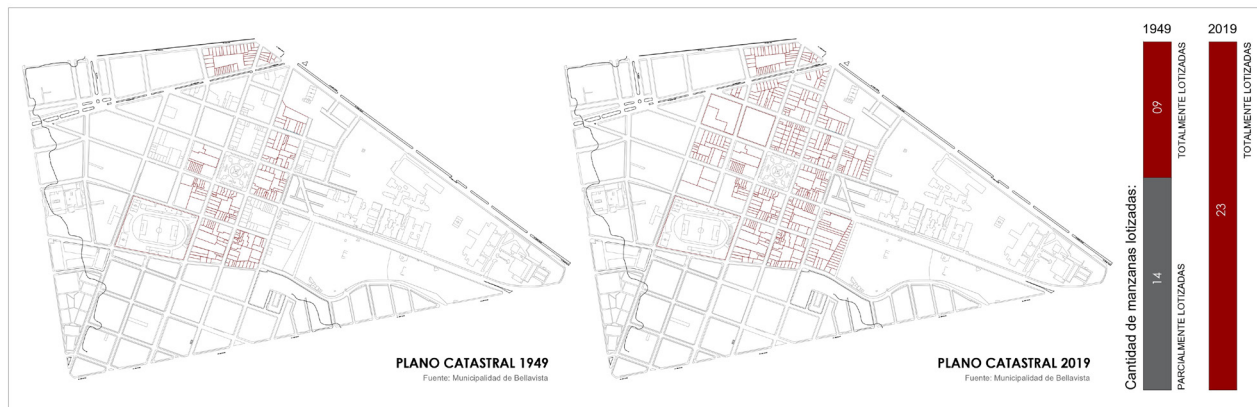 PLANO CATASTRAL 1949
Fuente: Municipalidad de Bellavista
PLANO CATASTRAL 2019
Fuente: Municipalidad de Bellavista
Cantidad de manzanas lotizadas:
1949
09
TOTALMENTE LOTIZADAS
14
PARCIALMENTE LOTIZADAS
2019
23
TOTALMENTE LOTIZADAS